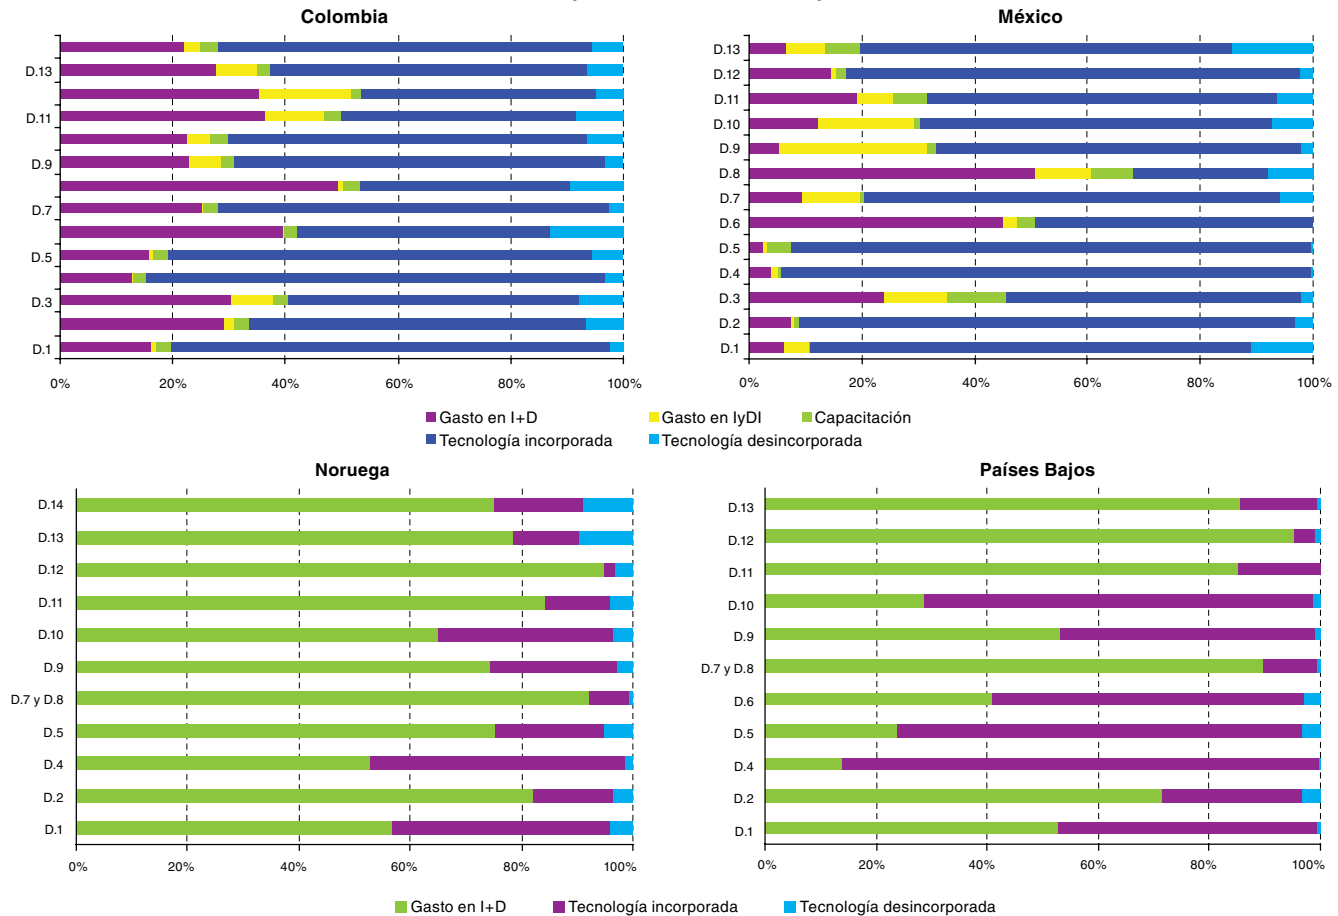 Colombia
D.13
D.11
D.9
D.7
D.5
D.3
D.1
0% 20% 40% 60% 80% 100%
México
D.13
D.12
D.11
D.10
D.9
D.8
D.7
D.6
D.5
D.4
D.3
D.2
D.1
0% 20% 40% 60% 80% 100%
Gasto en I+D Gasto en IyDI Capacitación
Tecnología incorporada Tecnología desincorporada
Noruega
D.14
D.13
D.12
D.11
D.10
D.9
D.7 y D.8
D.5
D.4
D.2
D.1
0% 20% 40% 60% 80% 100%
Países Bajos
D.13
D.12
D.11
D.10
D.9
D.7 y D.8
D.6
D.5
D.4
D.2
D.1
0% 20% 40% 60% 80% 100%
Gasto en I+D Tecnología incorporada Tecnología desincorporada